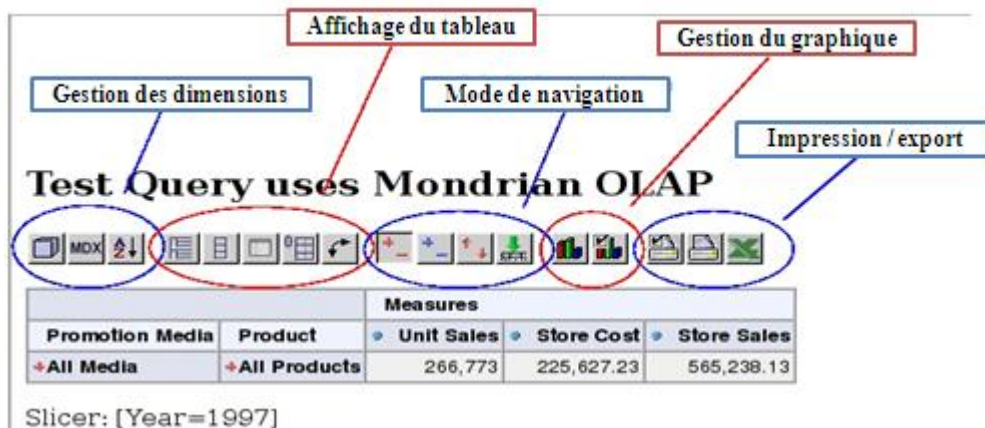 Affichage du tableau
Gestion du graphique
Gestion des dimensions
Mode de navigation
Impression / export
Test Query uses Mondrian OLAP
MDX
Measures
Promotion Media Product Unit Sales Store Cost Store Sales
+All Media +All Products 266,773 225,627.23 565,238.13
Slicer: [Year=1997]